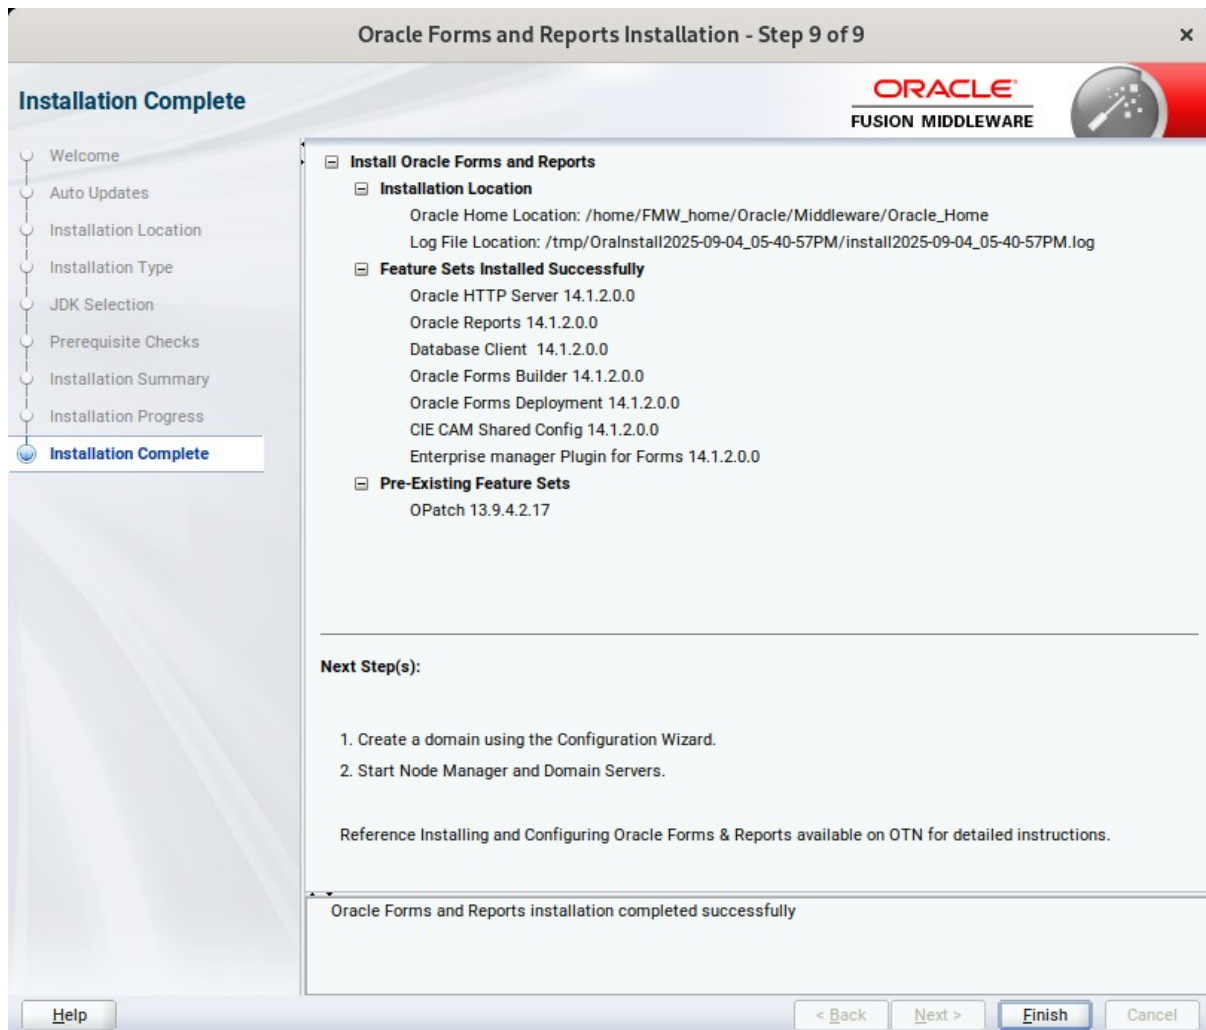 Oracle Forms and Reports Installation - Step 9 of 9
Installation Complete
ORACLE
FUSION MIDDLEWARE
Welcome
Auto Updates
Installation Location
Installation Type
JDK Selection
Prerequisite Checks
Installation Summary
Installation Progress
Installation Complete
Install Oracle Forms and Reports
Installation Location
Oracle Home Location: /home/FMW_home/Oracle/Middleware/Oracle_Home
Log File Location: /tmp/OraInstall2025-09-04_05-40-57PM/install2025-09-04_05-40-57PM.log
Feature Sets Installed Successfully
Oracle HTTP Server 14.1.2.0.0
Oracle Reports 14.1.2.0.0
Database Client  14.1.2.0.0
Oracle Forms Builder 14.1.2.0.0
Oracle Forms Deployment 14.1.2.0.0
CIE CAM Shared Config 14.1.2.0.0
Enterprise manager Plugin for Forms 14.1.2.0.0
Pre-Existing Feature Sets
OPatch 13.9.4.2.17
Next Step(s):
1. Create a domain using the Configuration Wizard.
2. Start Node Manager and Domain Servers.
Reference Installing and Configuring Oracle Forms & Reports available on OTN for detailed instructions.
Oracle Forms and Reports installation completed successfully
Help
< Back
Next >
Finish
Cancel